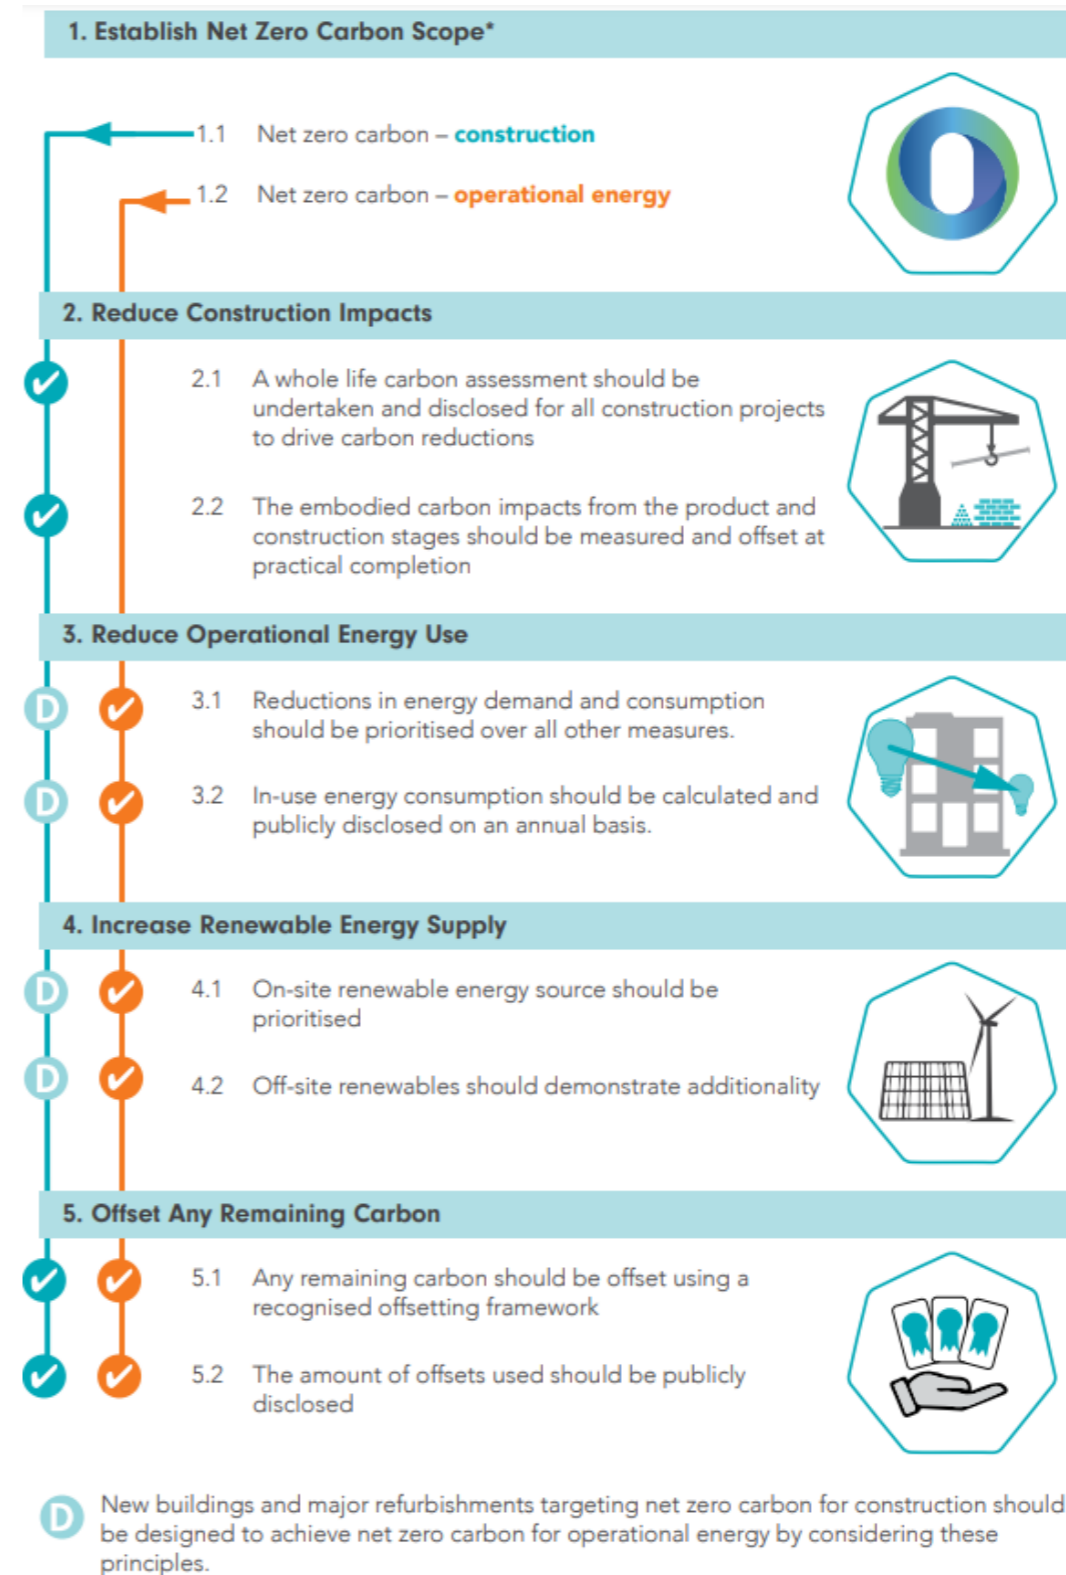 1. Establish Net Zero Carbon Scope*
1.1 Net zero carbon – construction
1.2 Net zero carbon – operational energy
2. Reduce Construction Impacts
2.1 A whole life carbon assessment should be
undertaken and disclosed for all construction projects
to drive carbon reductions
2.2 The embodied carbon impacts from the product and
construction stages should be measured and offset at
practical completion
3. Reduce Operational Energy Use
D 3.1 Reductions in energy demand and consumption
should be prioritised over all other measures.
D 3.2 In-use energy consumption should be calculated and
publicly disclosed on an annual basis.
4. Increase Renewable Energy Supply
D 4.1 On-site renewable energy source should be
prioritised
D 4.2 Off-site renewables should demonstrate additionality
5. Offset Any Remaining Carbon
5.1 Any remaining carbon should be offset using a
recognised offsetting framework
5.2 The amount of offsets used should be publicly
disclosed
D New buildings and major refurbishments targeting net zero carbon for construction should
be designed to achieve net zero carbon for operational energy by considering these
principles.